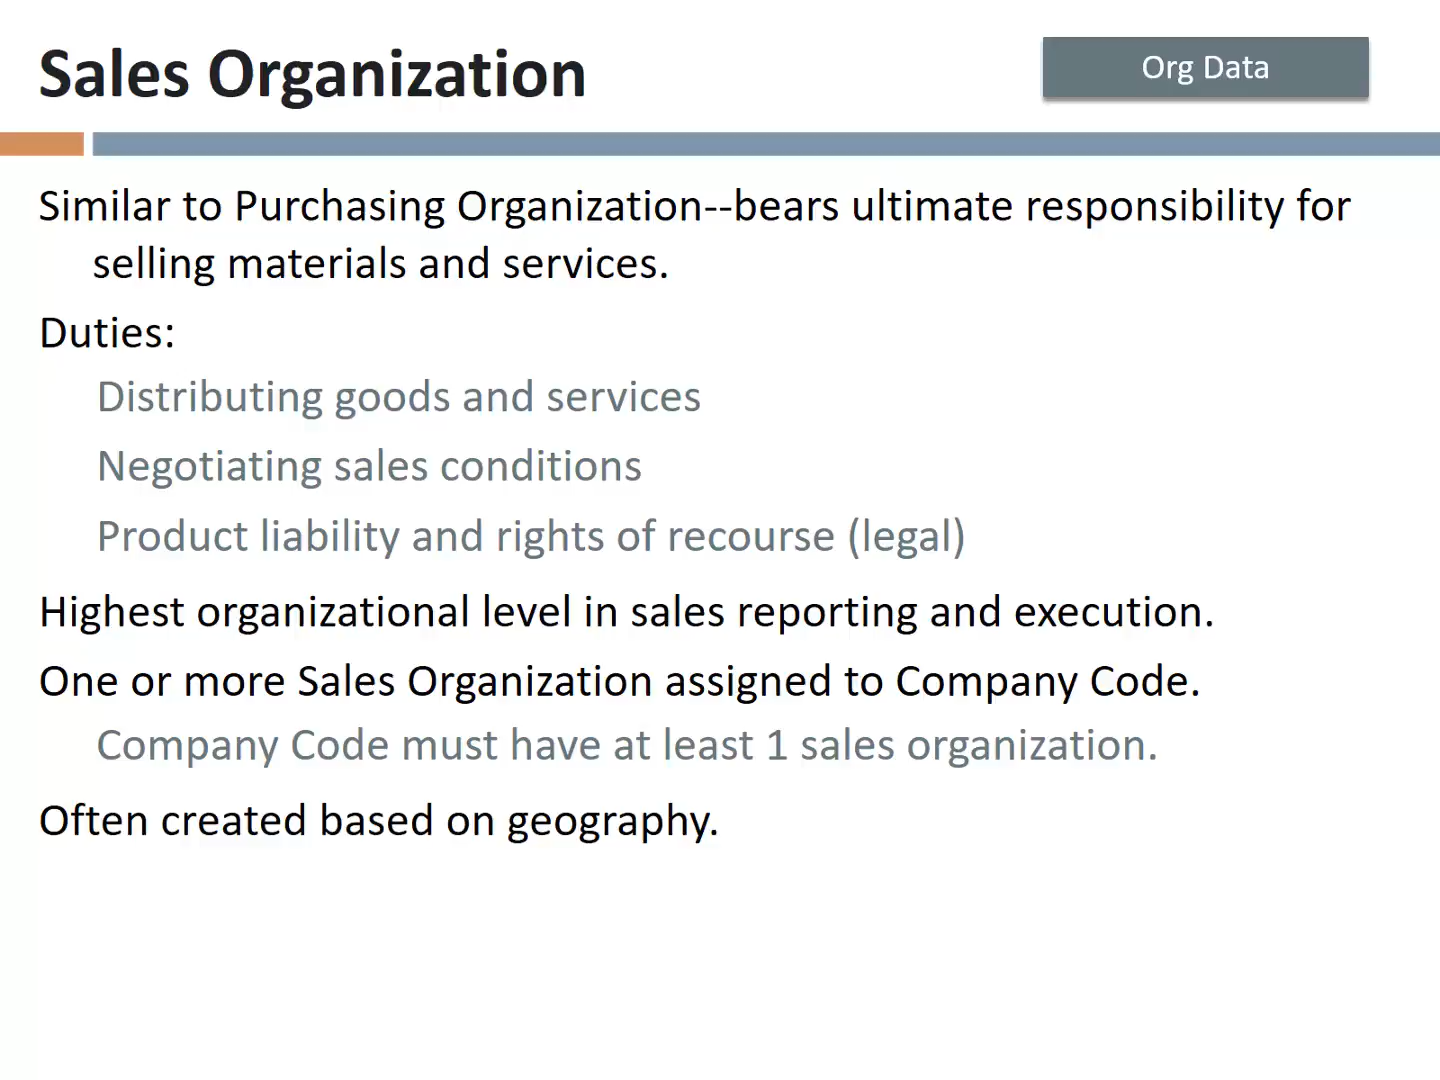 Sales Organization
Org Data
Similar to Purchasing Organization--bears ultimate responsibility for
selling materials and services.
Duties:
Distributing goods and services
Negotiating sales conditions
Product liability and rights of recourse (legal)
Highest organizational level in sales reporting and execution.
One or more Sales Organization assigned to Company Code.
Company Code must have at least 1 sales organization.
Often created based on geography.